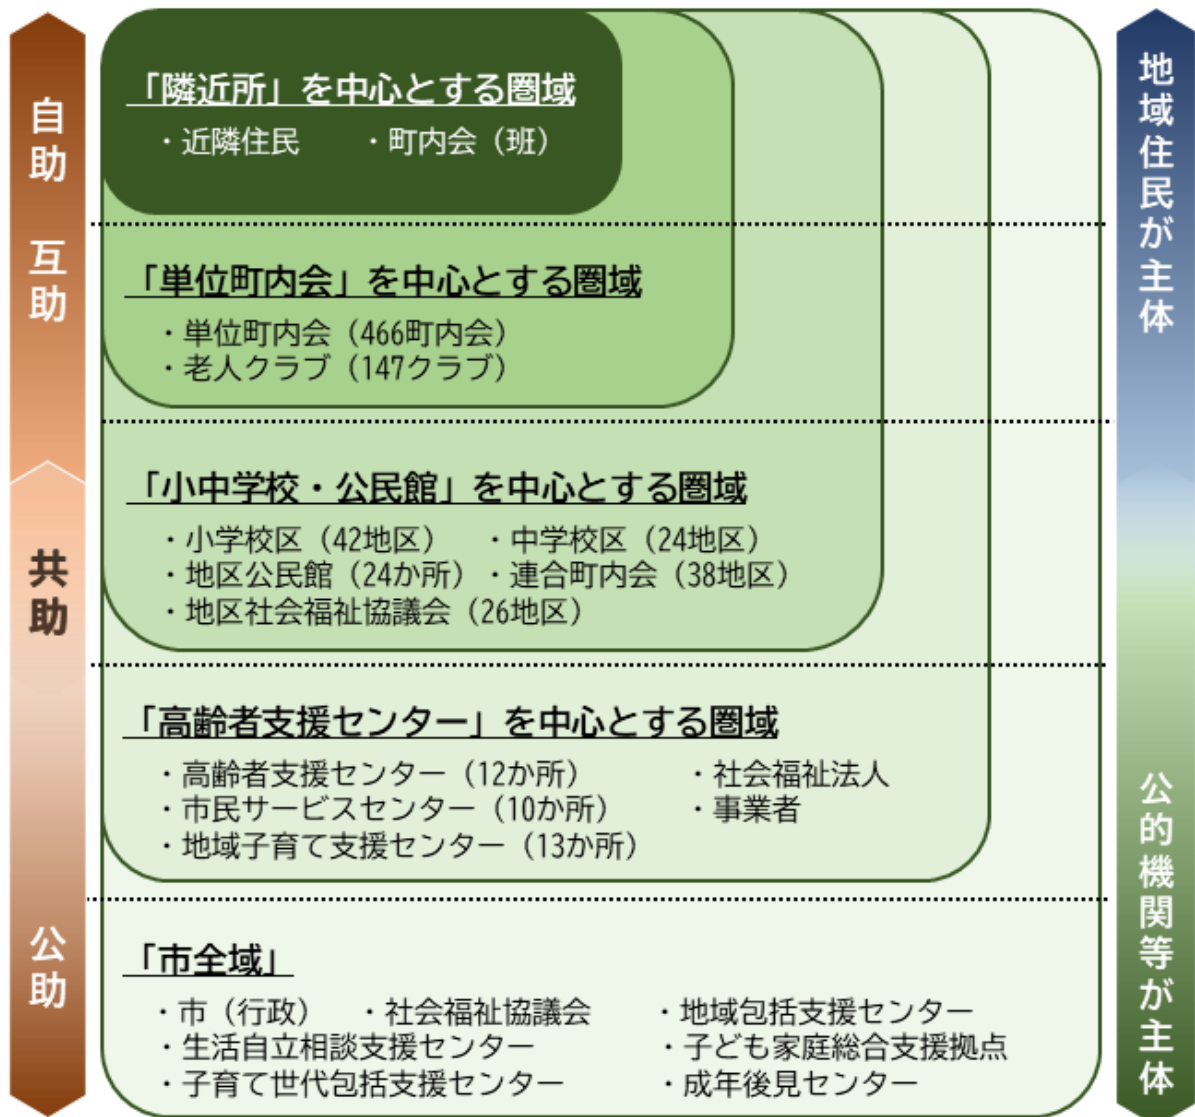 自助 互助
共助
公助
「隣近所」を中心とする圏域
・近隣住民 ・町内会（班）
「単位町内会」を中心とする圏域
・単位町内会（466町内会）
・老人クラブ（147クラブ）
「小中学校・公民館」を中心とする圏域
・小学校区（42地区） ・中学校区（24地区）
・地区公民館（24か所）・連合町内会（38地区）
・地区社会福祉協議会（26地区）
「高齢者支援センター」を中心とする圏域
・高齢者支援センター（12か所） ・社会福祉法人
・市民サービスセンター（10か所） ・事業者
・地域子育て支援センター（13か所）
「市全域」
・市（行政） ・社会福祉協議会 ・地域包括支援センター
・生活自立相談支援センター ・子ども家庭総合支援拠点
・子育て世代包括支援センター ・成年後見センター
地域住民が主体
公的機関等が主体